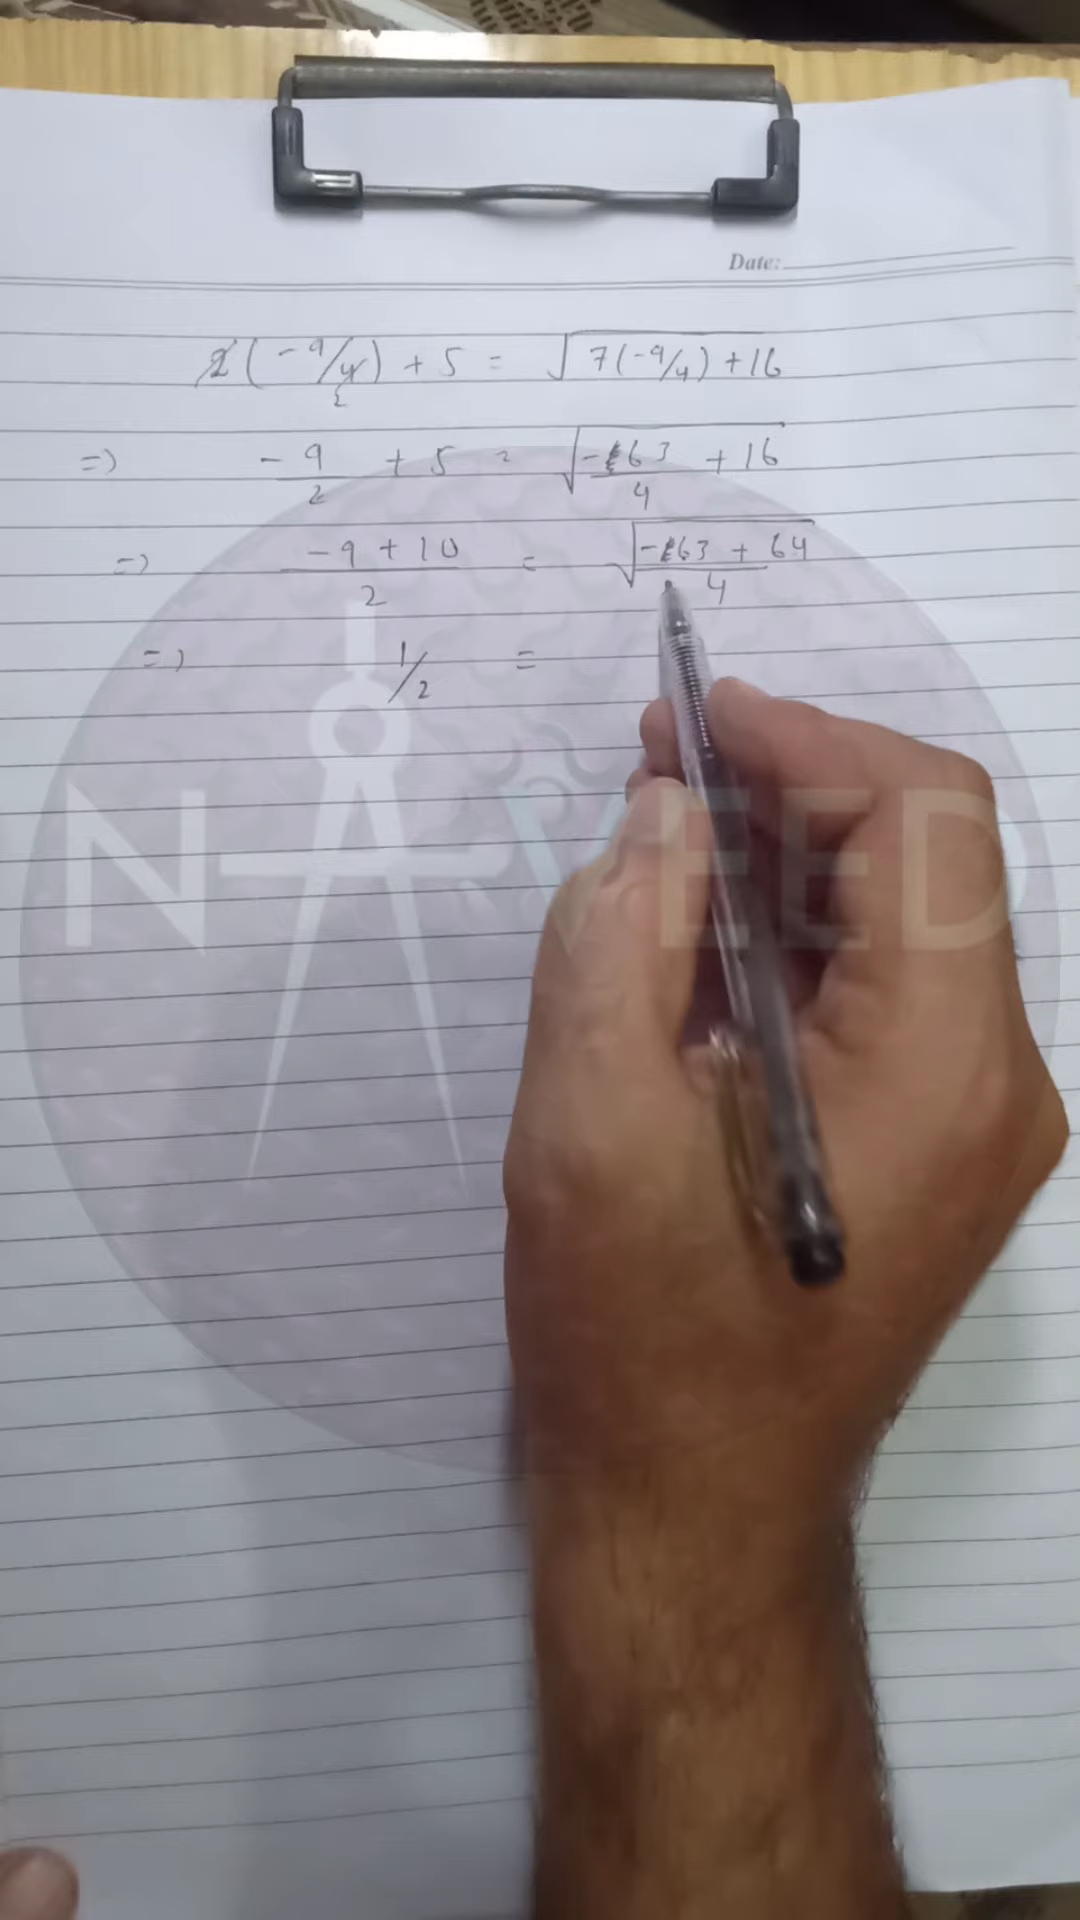 Date:
2(-9/4) + 5 = √7(-9/4) + 16
2
=> -9/2 + 5 = √-63/4 + 16
=> -9 + 10/2 = √-63 + 64/4
=> 1/2 =
NAVEED